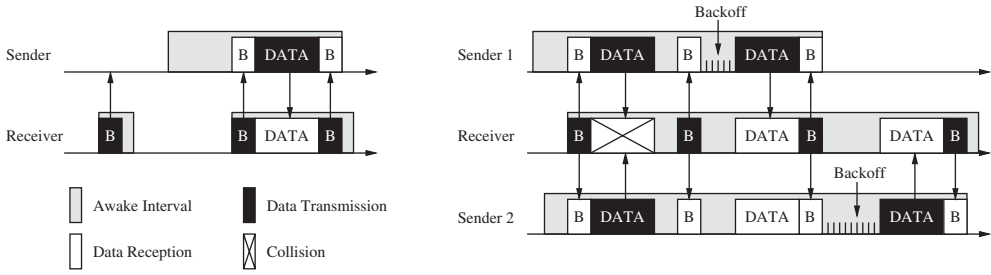 Sender
B DATA B
Receiver
B B DATA B
Awake Interval
Data Transmission
Data Reception
Collision
Backoff
Sender 1
B DATA B DATA B
Receiver
B B DATA B DATA B
Backoff
Sender 2
B DATA B DATA B DATA B